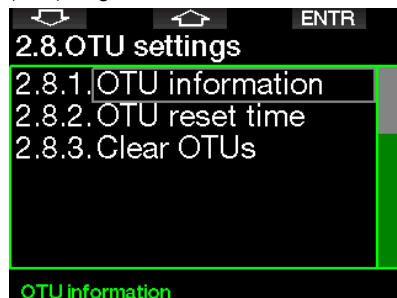 ENTR
2.8.OTU settings
2.8.1.OTU information
2.8.2.OTU reset time
2.8.3.Clear OTUs
OTU information